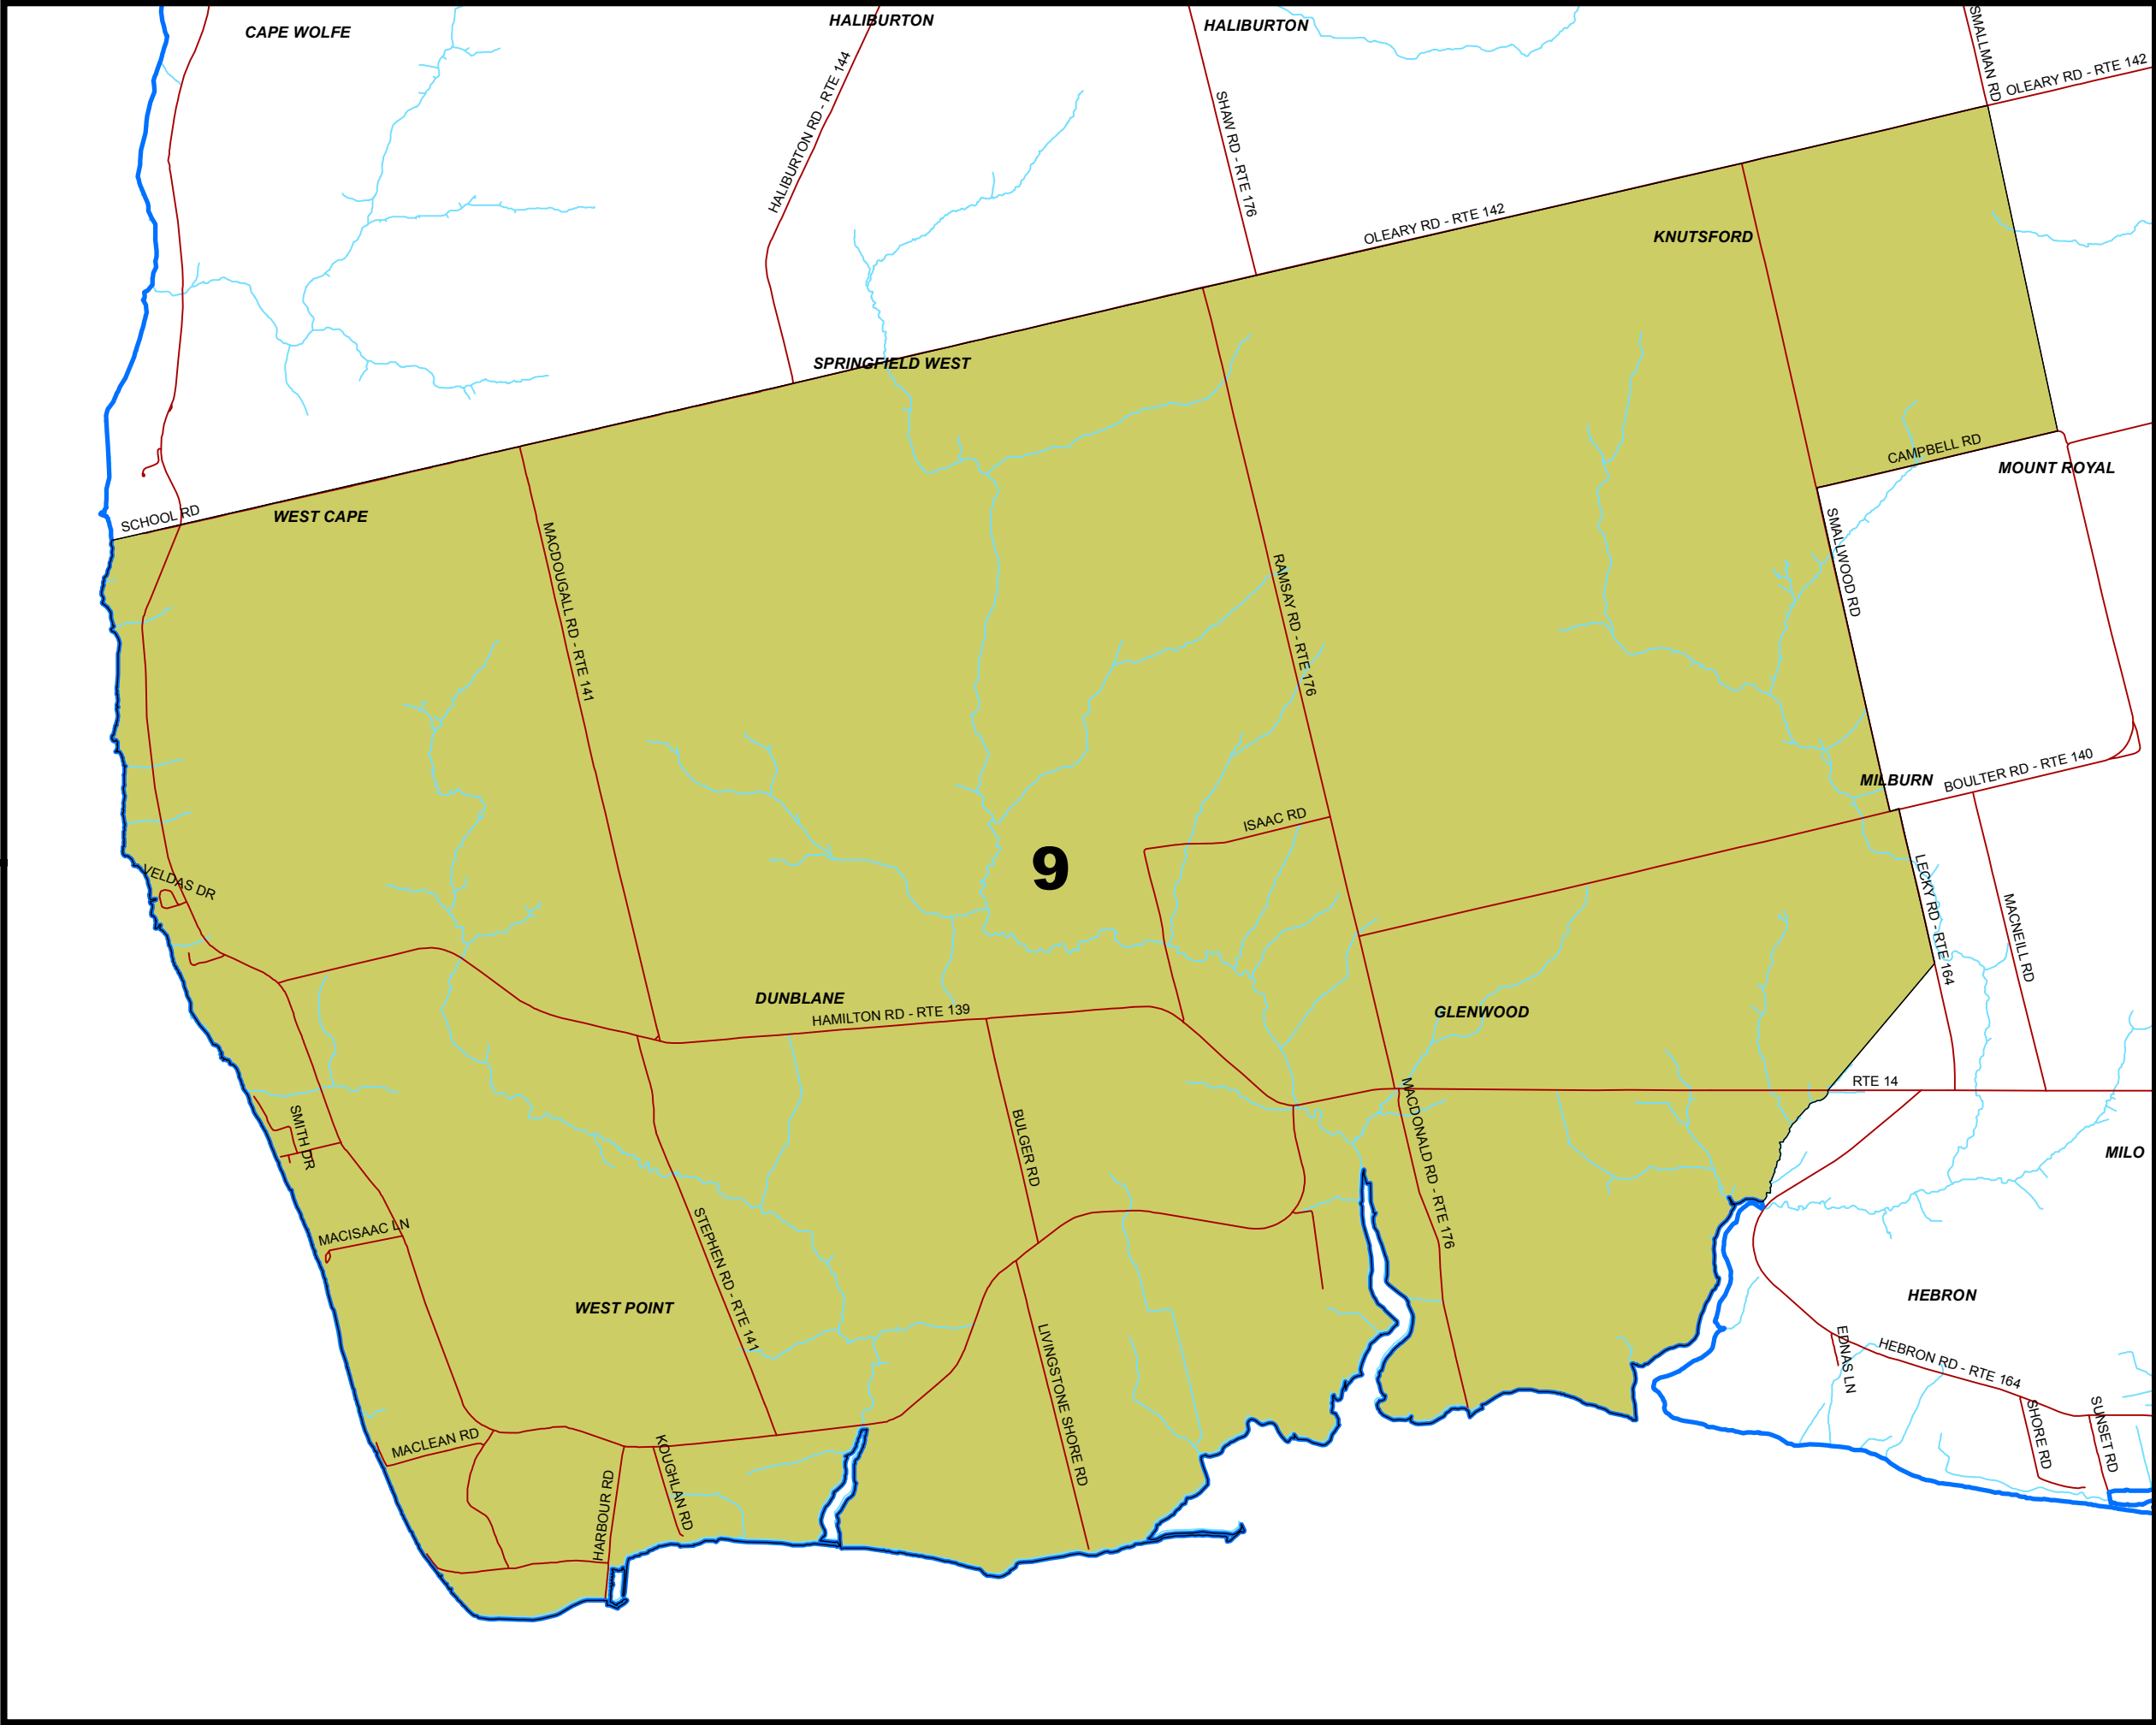 CAPE WOLFE
HALIBURTON
HALIBURTON
SMALLMAN RD
OLEARY RD - RTE 142
HALIBURTON RD - RTE 144
SHAW RD - RTE 176
OLEARY RD - RTE 142
KNUTSFORD
SPRINGFIELD WEST
CAMPBELL RD
MOUNT ROYAL
SCHOOL RD
WEST CAPE
MACDOUGALL RD - RTE 141
RAMSAY RD - RTE 176
SMALLWOOD RD
MILBURN
BOULTER RD - RTE 140
ISAAC RD
9
VELDAS DR
LECKY RD - RTE 164
MACNEILL RD
DUNBLANE
HAMILTON RD - RTE 139
GLENWOOD
RTE 14
SMITH DR
BULGER RD
MACDONALD RD - RTE 176
MILO
MACISAAC LN
STEPHEN RD - RTE 141
WEST POINT
HEBRON
LIVINGSTONE SHORE RD
EDNAS LN
HEBRON RD - RTE 164
SHORE RD
SUNSET RD
MACLEAN RD
KOUGHLAN RD
HARBOUR RD